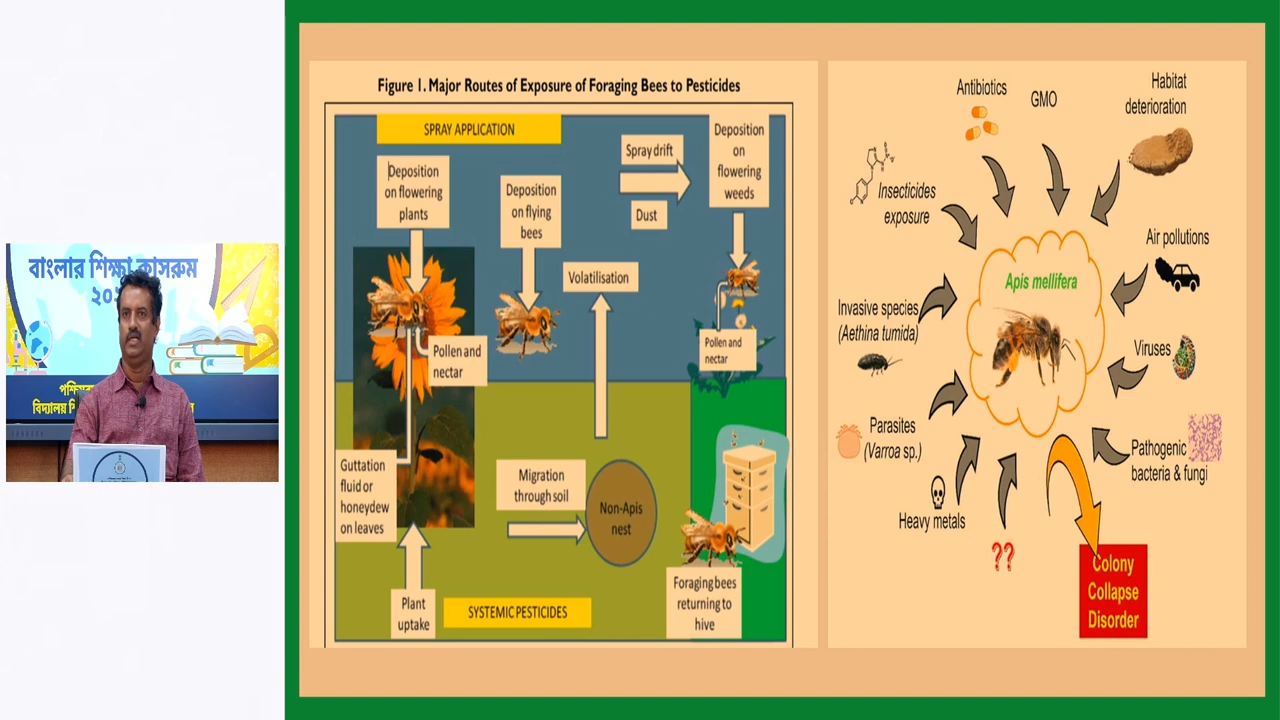 বাংলার শিক্ষা ক্লাসরুম
Figure 1. Major Routes of Exposure of Foraging Bees to Pesticides
SPRAY APPLICATION
Deposition
on flowering
plants
Deposition
on flying
bees
Spray drift
Dust
Deposition
on
flowering
weeds
Volatilisation
Pollen and
nectar
Pollen and
nectar
Guttation
fluid or
honeydew
on leaves
Migration
through soil
Non-Apis
nest
Plant
uptake
SYSTEMIC PESTICIDES
Foraging bees
returning to
hive
Antibiotics
GMO
Habitat
deterioration
Insecticides
exposure
Air pollutions
Apis mellifera
Invasive species
(Aethina tumida)
Viruses
Parasites
(Varroa sp.)
Pathogenic
bacteria & fungi
Heavy metals
??
Colony
Collapse
Disorder